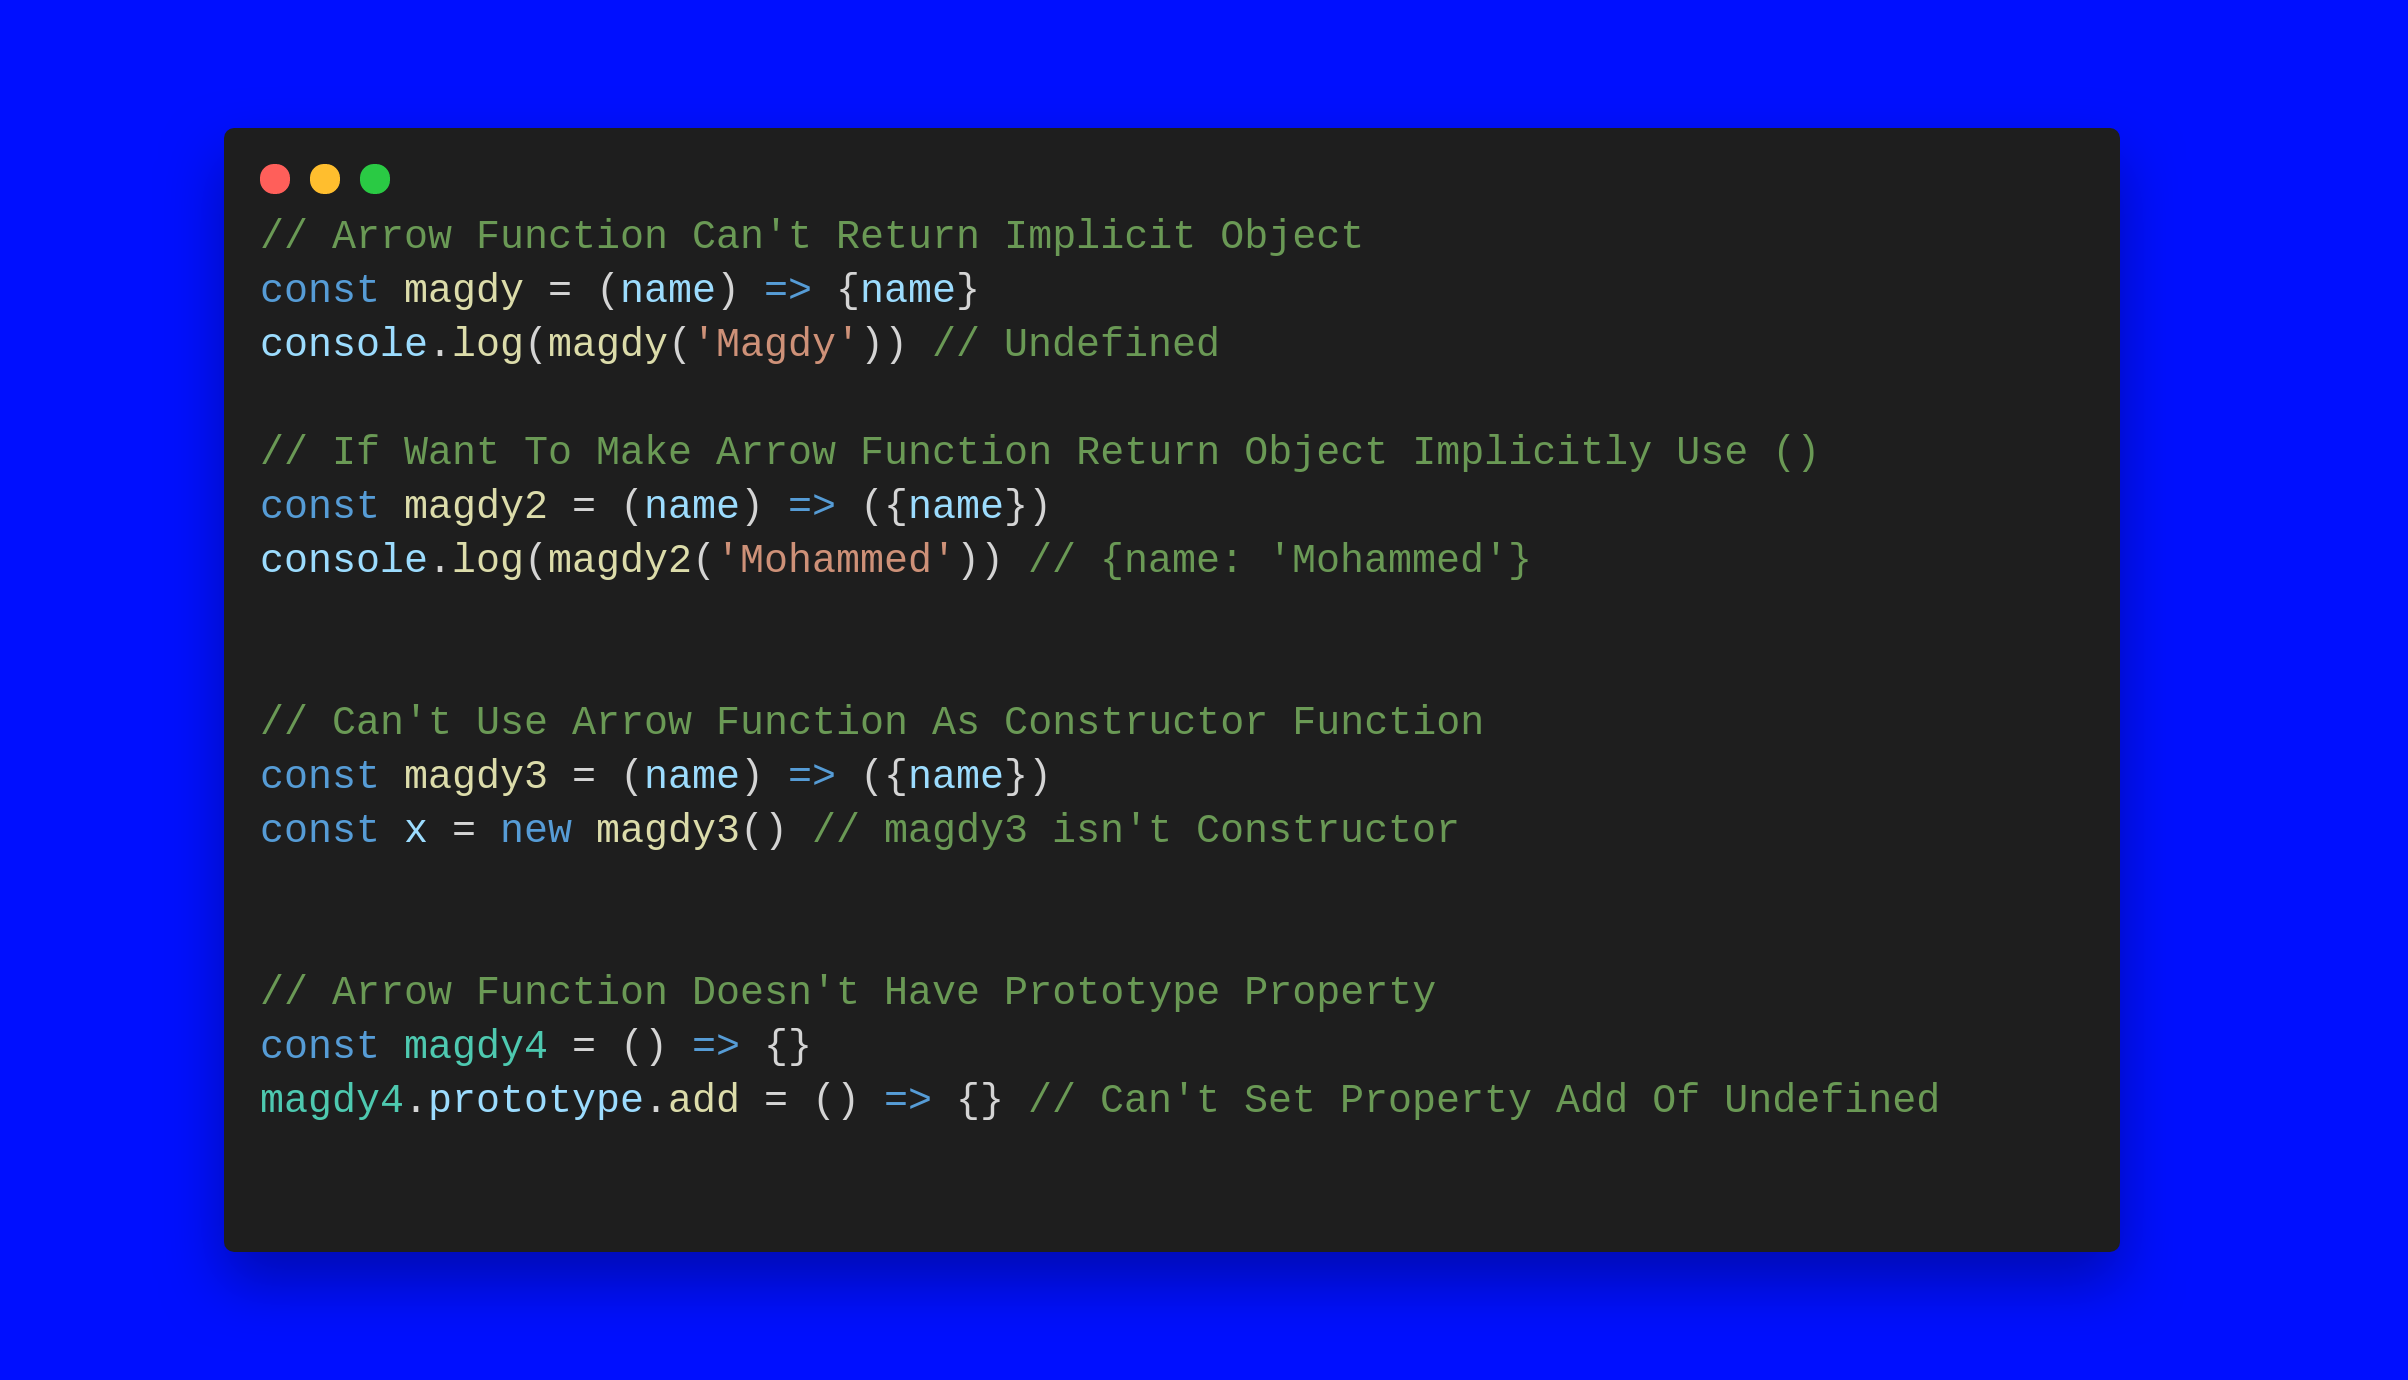 // Arrow Function Can't Return Implicit Object
const magdy = (name) => {name}
console.log(magdy('Magdy')) // Undefined
// If Want To Make Arrow Function Return Object Implicitly Use ()
const magdy2 = (name) => ({name})
console.log(magdy2('Mohammed')) // {name: 'Mohammed'}
// Can't Use Arrow Function As Constructor Function
const magdy3 = (name) => ({name})
const x = new magdy3() // magdy3 isn't Constructor
// Arrow Function Doesn't Have Prototype Property
const magdy4 = () => {}
magdy4.prototype.add = () => {} // Can't Set Property Add Of Undefined